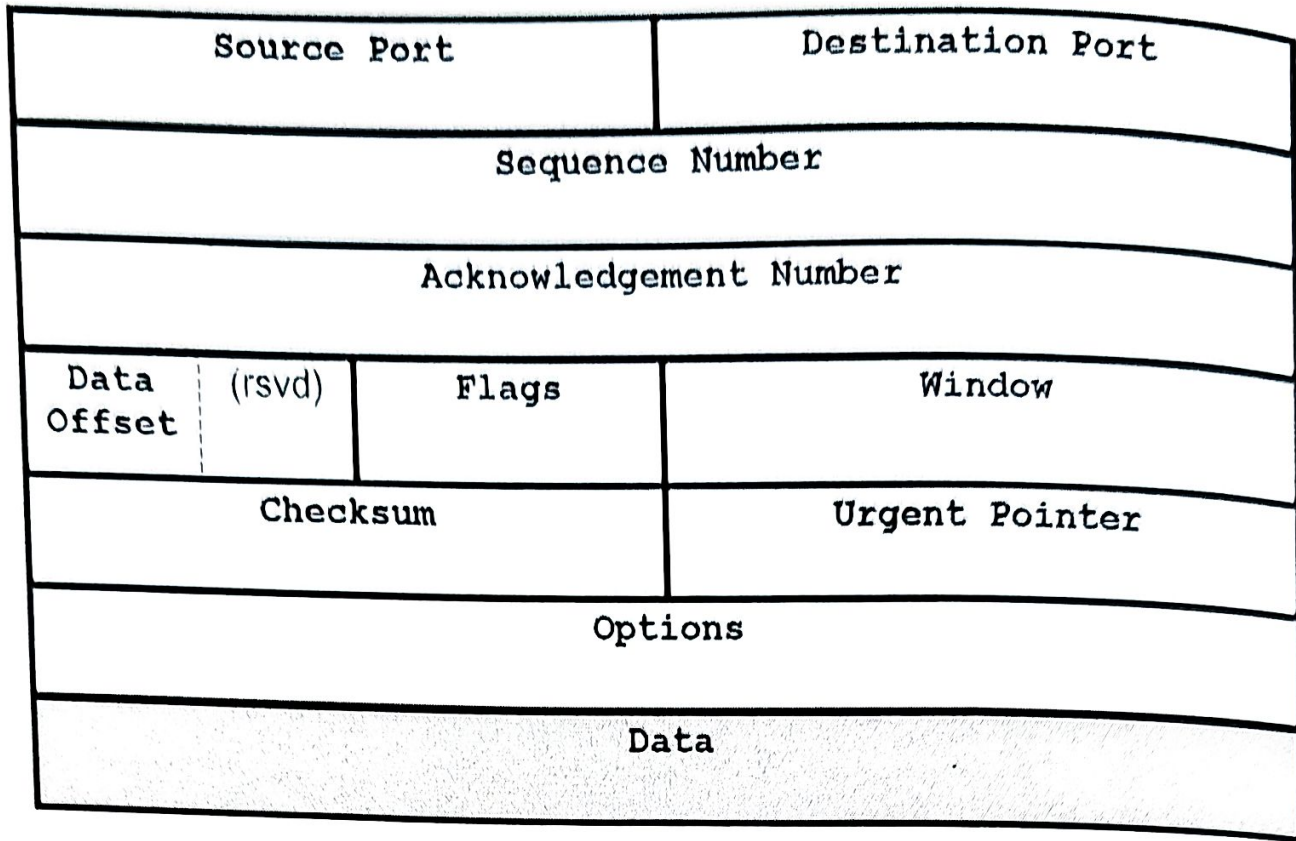 Source Port
Destination Port
Sequence Number
Acknowledgement Number
Data
Offset
(rsvd)
Flags
Window
Checksum
Urgent Pointer
Options
Data